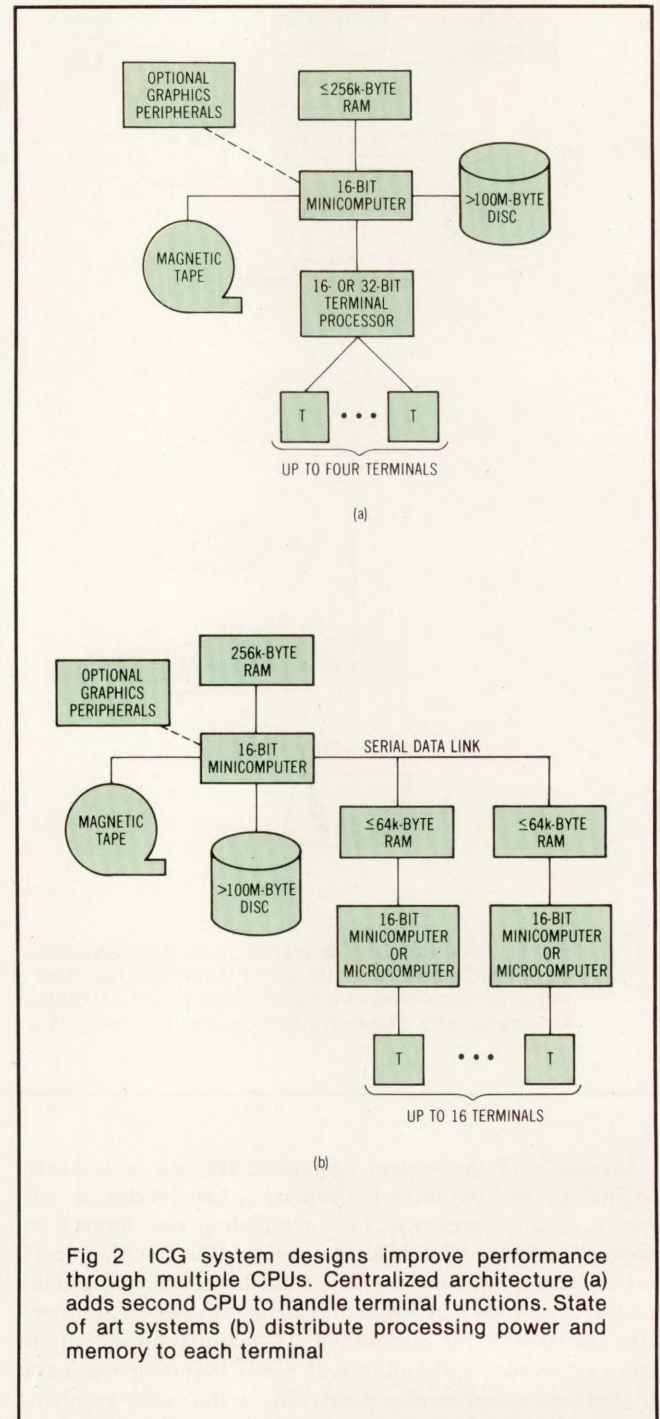 OPTIONAL
GRAPHICS
PERIPHERALS
≤256k-BYTE
RAM
16-BIT
MINICOMPUTER
>100M-BYTE
DISC
MAGNETIC
TAPE
16- OR 32-BIT
TERMINAL
PROCESSOR
T • • • T
UP TO FOUR TERMINALS
(a)
256k-BYTE
RAM
OPTIONAL
GRAPHICS
PERIPHERALS
16-BIT
MINICOMPUTER
SERIAL DATA LINK
MAGNETIC
TAPE
>100M-BYTE
DISC
≤64k-BYTE
RAM
≤64k-BYTE
RAM
16-BIT
MINICOMPUTER
OR
MICROCOMPUTER
16-BIT
MINICOMPUTER
OR
MICROCOMPUTER
T • • • T
UP TO 16 TERMINALS
(b)
Fig 2 ICG system designs improve performance
through multiple CPUs. Centralized architecture (a)
adds second CPU to handle terminal functions. State
of art systems (b) distribute processing power and
memory to each terminal